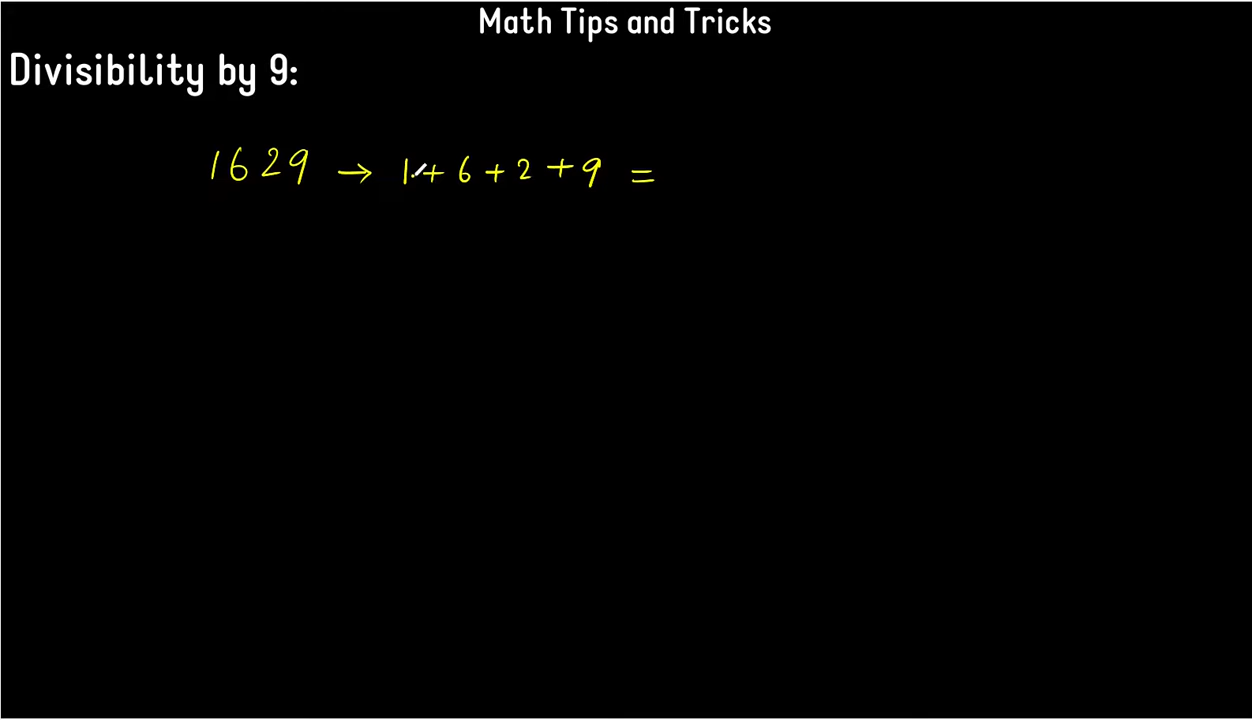 Math Tips and Tricks
Divisibility by 9:
1629 → 1 + 6 + 2 + 9 =